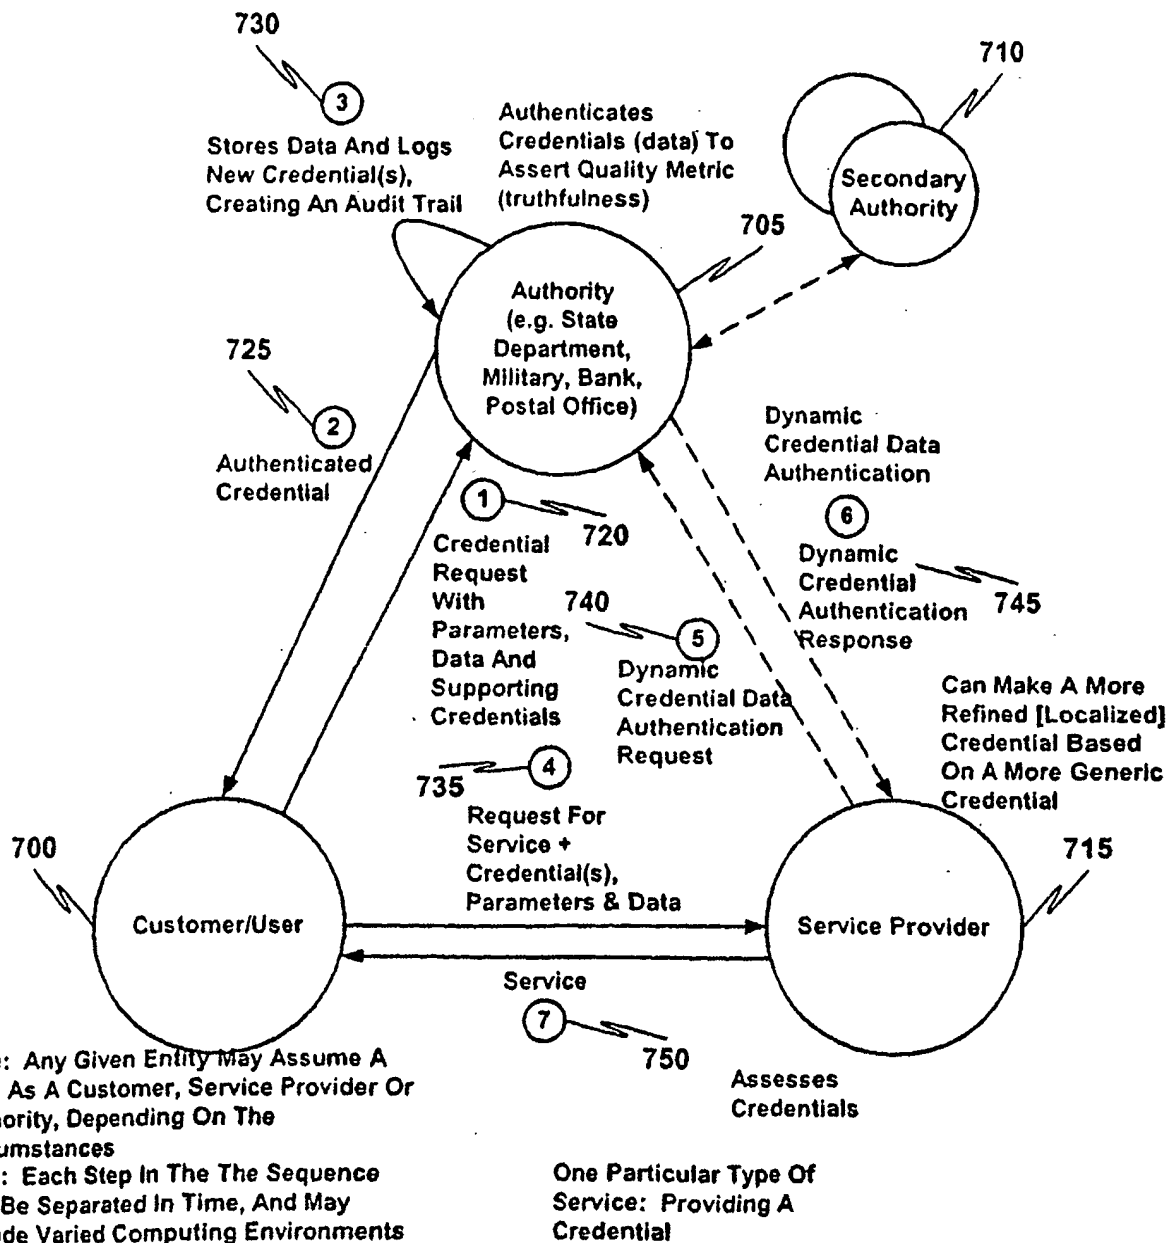 730
3
Stores Data And Logs
New Credential(s),
Creating An Audit Trail
Authenticates
Credentials (data) To
Assert Quality Metric
(truthfulness)
710
Secondary
Authority
705
Authority
(e.g. State
Department,
Military, Bank,
Postal Office)
725
2
Authenticated
Credential
1
720
Credential
Request
With
Parameters,
Data And
Supporting
Credentials
Dynamic
Credential Data
Authentication
6
Dynamic
Credential
Authentication
Response
745
740
5
Dynamic
Credential Data
Authentication
Request
Can Make A More
Refined [Localized]
Credential Based
On A More Generic
Credential
735
4
Request For
Service +
Credential(s),
Parameters & Data
700
Customer/User
715
Service Provider
Service
7
750
Assesses
Credentials
: Any Given Entity May Assume A
As A Customer, Service Provider Or
Depending On The
: Each Step In The The Sequence
Be Separated In Time, And May
Varied Computing Environments
One Particular Type Of
Service: Providing A
Credential